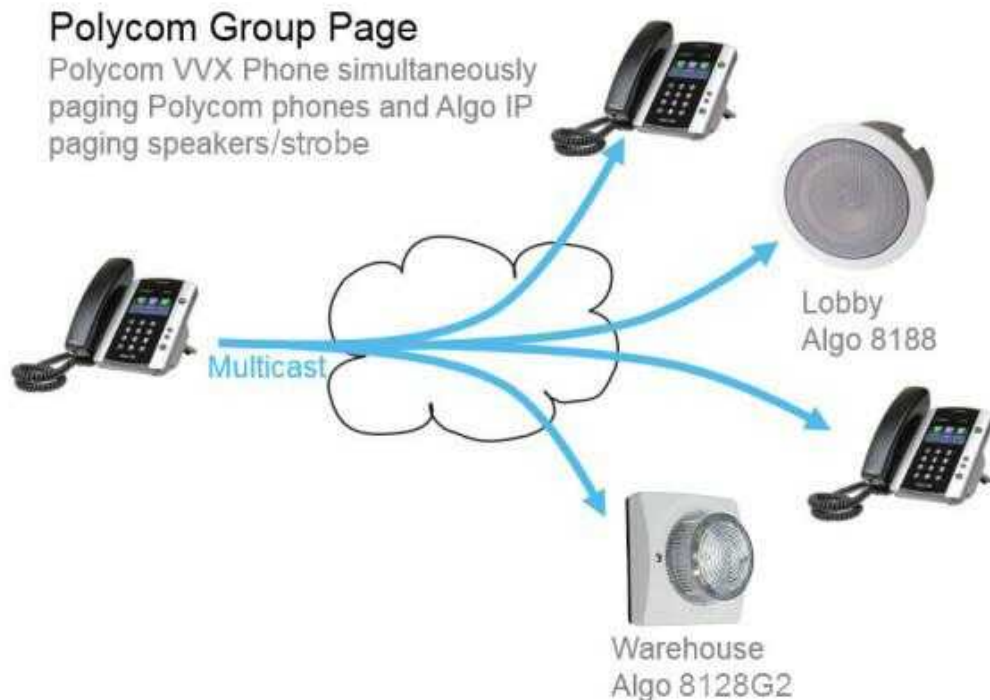 Polycom Group Page
Polycom VVX Phone simultaneously
paging Polycom phones and Algo IP
paging speakers/strobe
Multicast
Lobby
Algo 8188
Warehouse
Algo 8128G2